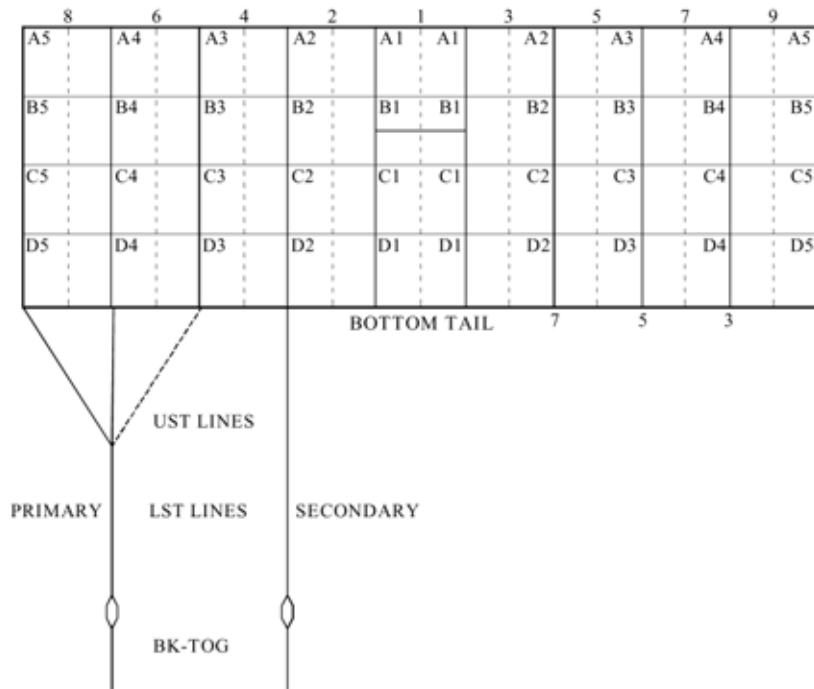 8 6 4 2 1 3 5 7 9
A5 A4 A3 A2 A1 A1 A2 A3 A4 A5
B5 B4 B3 B2 B1 B1 B2 B3 B4 B5
C5 C4 C3 C2 C1 C1 C2 C3 C4 C5
D5 D4 D3 D2 D1 D1 D2 D3 D4 D5
BOTTOM TAIL 7 5 3
UST LINES
PRIMARY LST LINES SECONDARY
BK-TOG